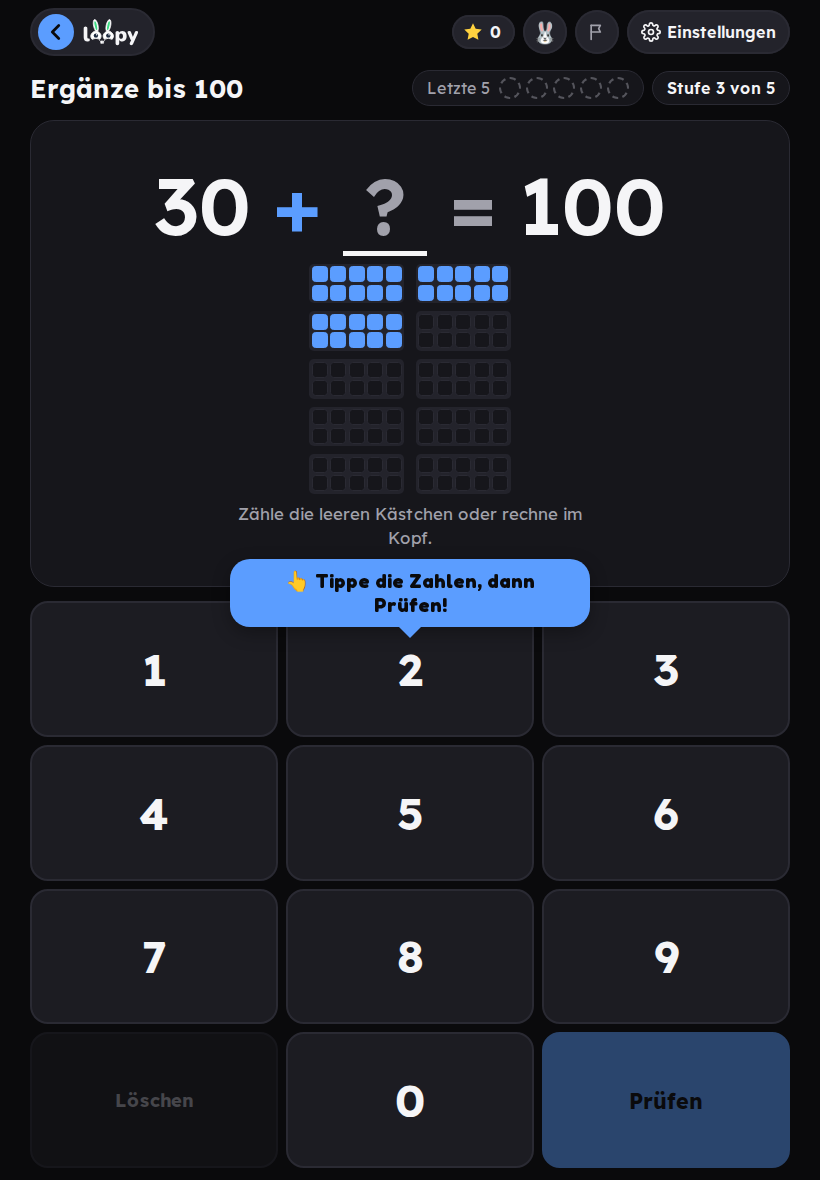 loopy
0
Einstellungen
Ergänze bis 100
Letzte 5
Stufe 3 von 5
30 + ? = 100
Zähle die leeren Kästchen oder rechne im
Kopf.
👆 Tippe die Zahlen, dann
Prüfen!
1
2
3
4
5
6
7
8
9
Löschen
0
Prüfen